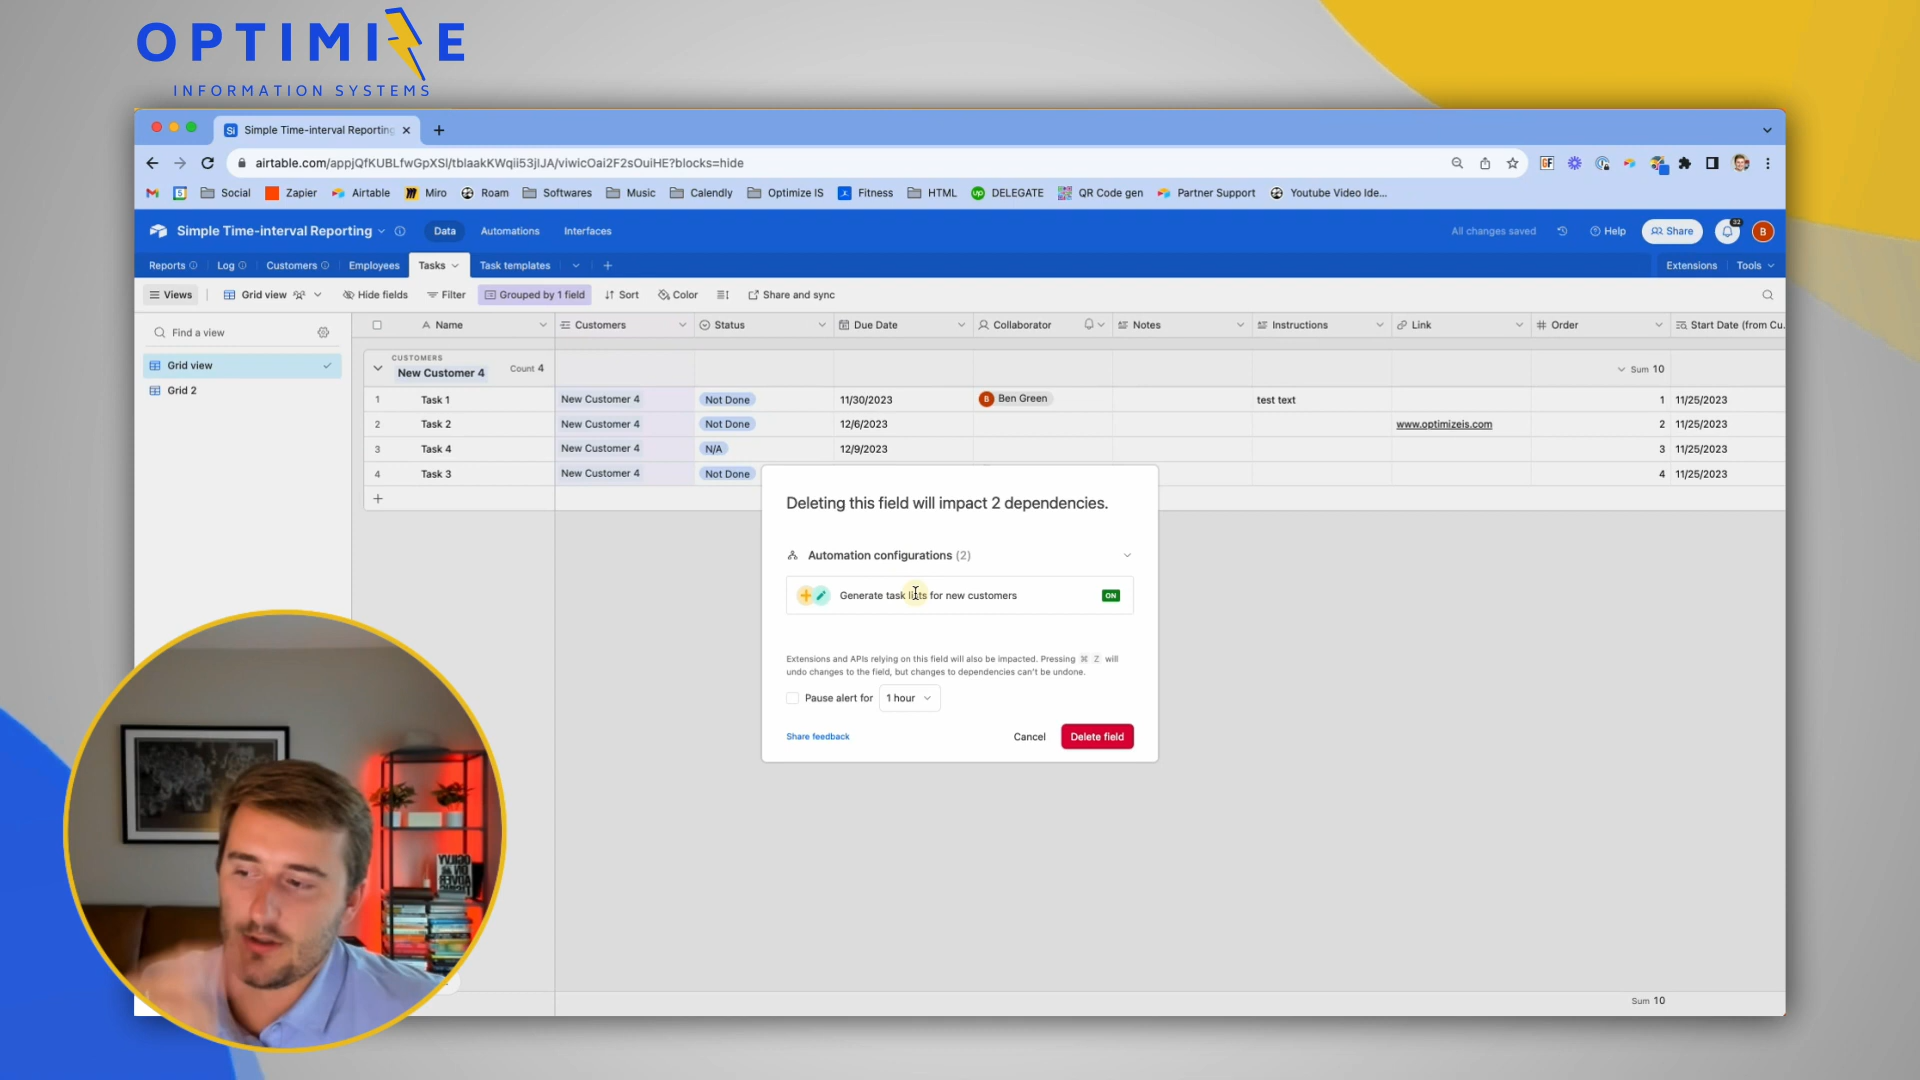 OPTIMIZE
INFORMATION SYSTEMS
Si Simple Time-interval Reporting
airtable.com/appjQfKUBLfwGpXSl/tblaakKWqii53jlJA/viwicOai2F2sOuiHE?blocks=hide
Social Zapier Airtable Miro Roam Softwares Music Calendly Optimize IS Fitness HTML DELEGATE QR Code gen Partner Support Youtube Video Ide...
Simple Time-interval Reporting Data Automations Interfaces All changes saved Help Share B
Reports Log Customers Employees Tasks Task templates Extensions Tools
Views Grid view Hide fields Filter Grouped by 1 field Sort Color Share and sync
Find a view
Grid view
Grid 2
Name Customers Status Due Date Collaborator Notes Instructions Link Order Start Date (from Cu...
CUSTOMERS
New Customer 4 Count 4 Sum 10
1 Task 1 New Customer 4 Not Done 11/30/2023 B Ben Green test text 1 11/25/2023
2 Task 2 New Customer 4 Not Done 12/6/2023 www.optimizeis.com 2 11/25/2023
3 Task 4 New Customer 4 N/A 12/9/2023 3 11/25/2023
4 Task 3 New Customer 4 Not Done 4 11/25/2023
Deleting this field will impact 2 dependencies.
Automation configurations (2)
Generate task lists for new customers ON
Extensions and APIs relying on this field will also be impacted. Pressing ⌘ Z will
undo changes to the field, but changes to dependencies can't be undone.
Pause alert for 1 hour
Share feedback Cancel Delete field
Sum 10